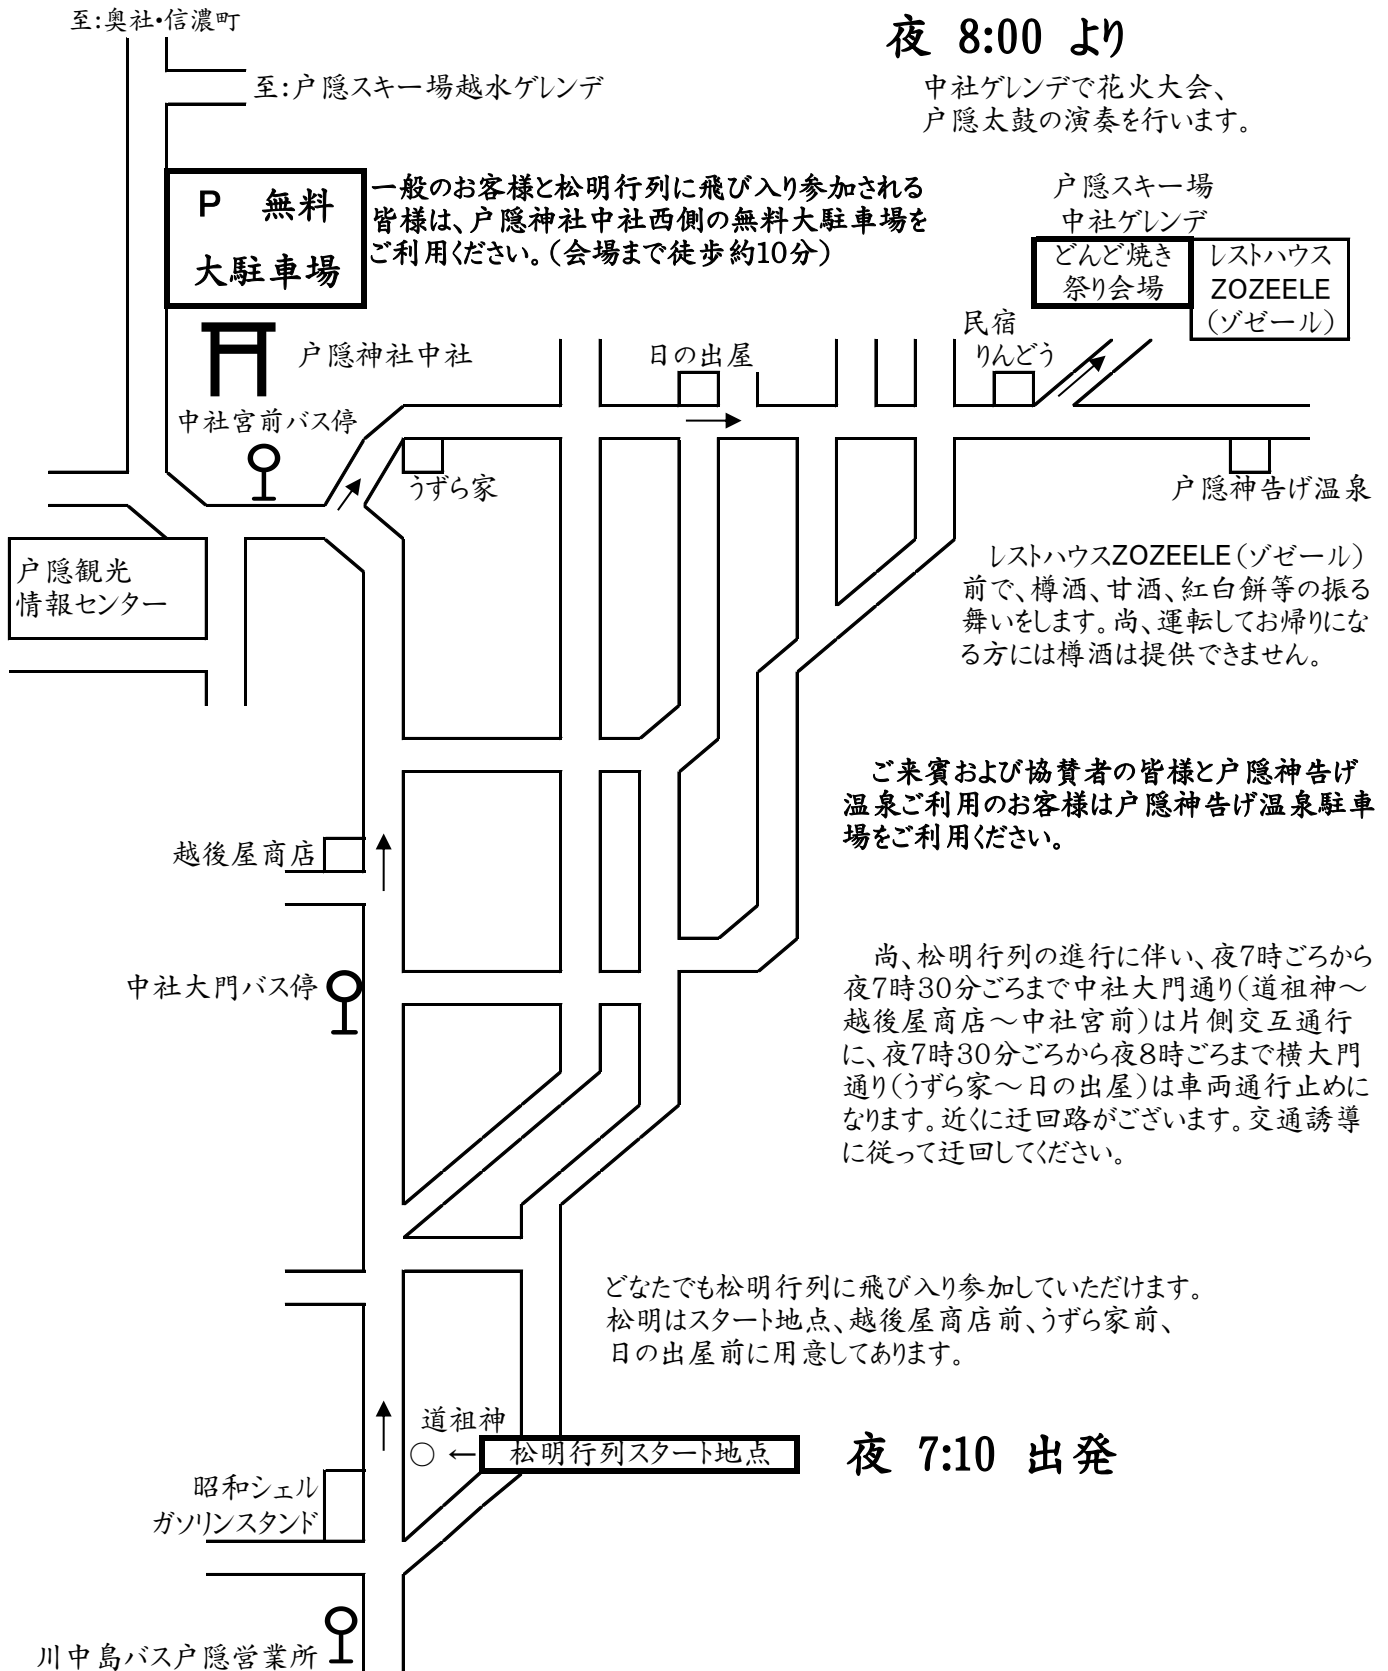 至：奥社・信濃町
夜 8:00 より
至：戸隠スキー場越水ゲレンデ
中社ゲレンデで花火大会、
戸隠太鼓の演奏を行います。
P 無料
大駐車場
一般のお客様と松明行列に飛び入り参加される
皆様は、戸隠神社中社西側の無料大駐車場を
ご利用ください。（会場まで徒歩約10分）
戸隠スキー場
中社ゲレンデ
どんど焼き
祭り会場
レストハウス
ZOZEELE
（ゾゼール）
戸隠神社中社
日の出屋
民宿
りんどう
中社宮前バス停
うずら家
戸隠神告げ温泉
戸隠観光
情報センター
レストハウスZOZEELE（ゾゼール）
前で、樽酒、甘酒、紅白餅等の振る
舞いをします。尚、運転してお帰りにな
る方には樽酒は提供できません。
ご来賓および協賛者の皆様と戸隠神告げ
温泉ご利用のお客様は戸隠神告げ温泉駐車
場をご利用ください。
越後屋商店
中社大門バス停
尚、松明行列の進行に伴い、夜7時ごろから
夜7時30分ごろまで中社大門通り（道祖神～
越後屋商店～中社宮前）は片側交互通行
に、夜7時30分ごろから夜8時ごろまで横大門
通り（うずら家～日の出屋）は車両通行止めに
なります。近くに迂回路がございます。交通誘導
に従って迂回してください。
どなたでも松明行列に飛び入り参加していただけます。
松明はスタート地点、越後屋商店前、うずら家前、
日の出屋前に用意してあります。
道祖神
○ ← 松明行列スタート地点
夜 7:10 出発
昭和シェル
ガソリンスタンド
川中島バス戸隠営業所